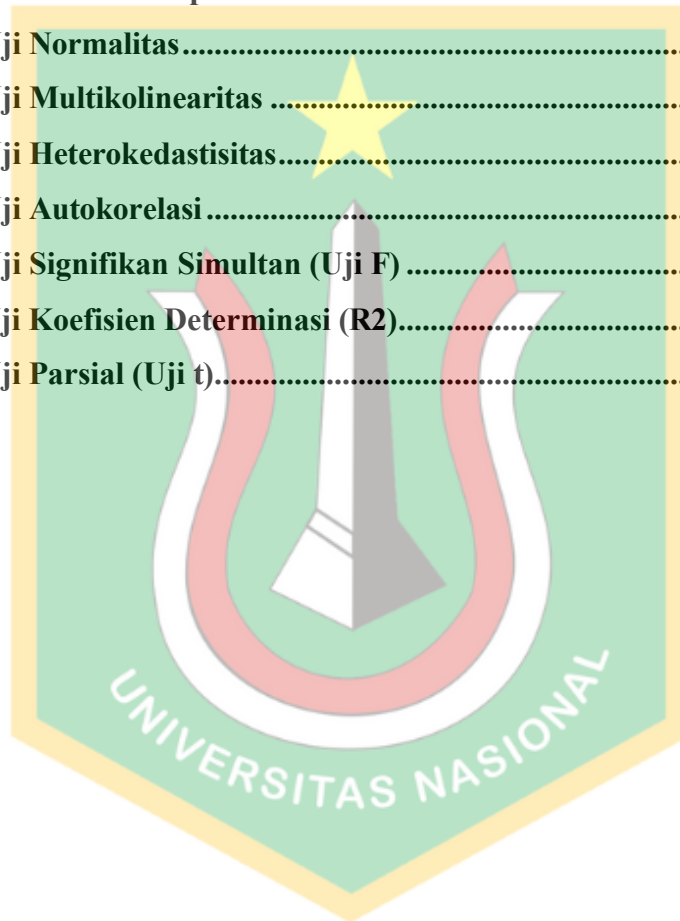 ji Normalitas
ji Multikolinearitas
ji Heterokedastisitas
ji Autokorelasi
ji Signifikan Simultan (Uji F)
ji Koefisien Determinasi (R2)
ji Parsial (Uji t)
UNIVERSITAS NASIONAL